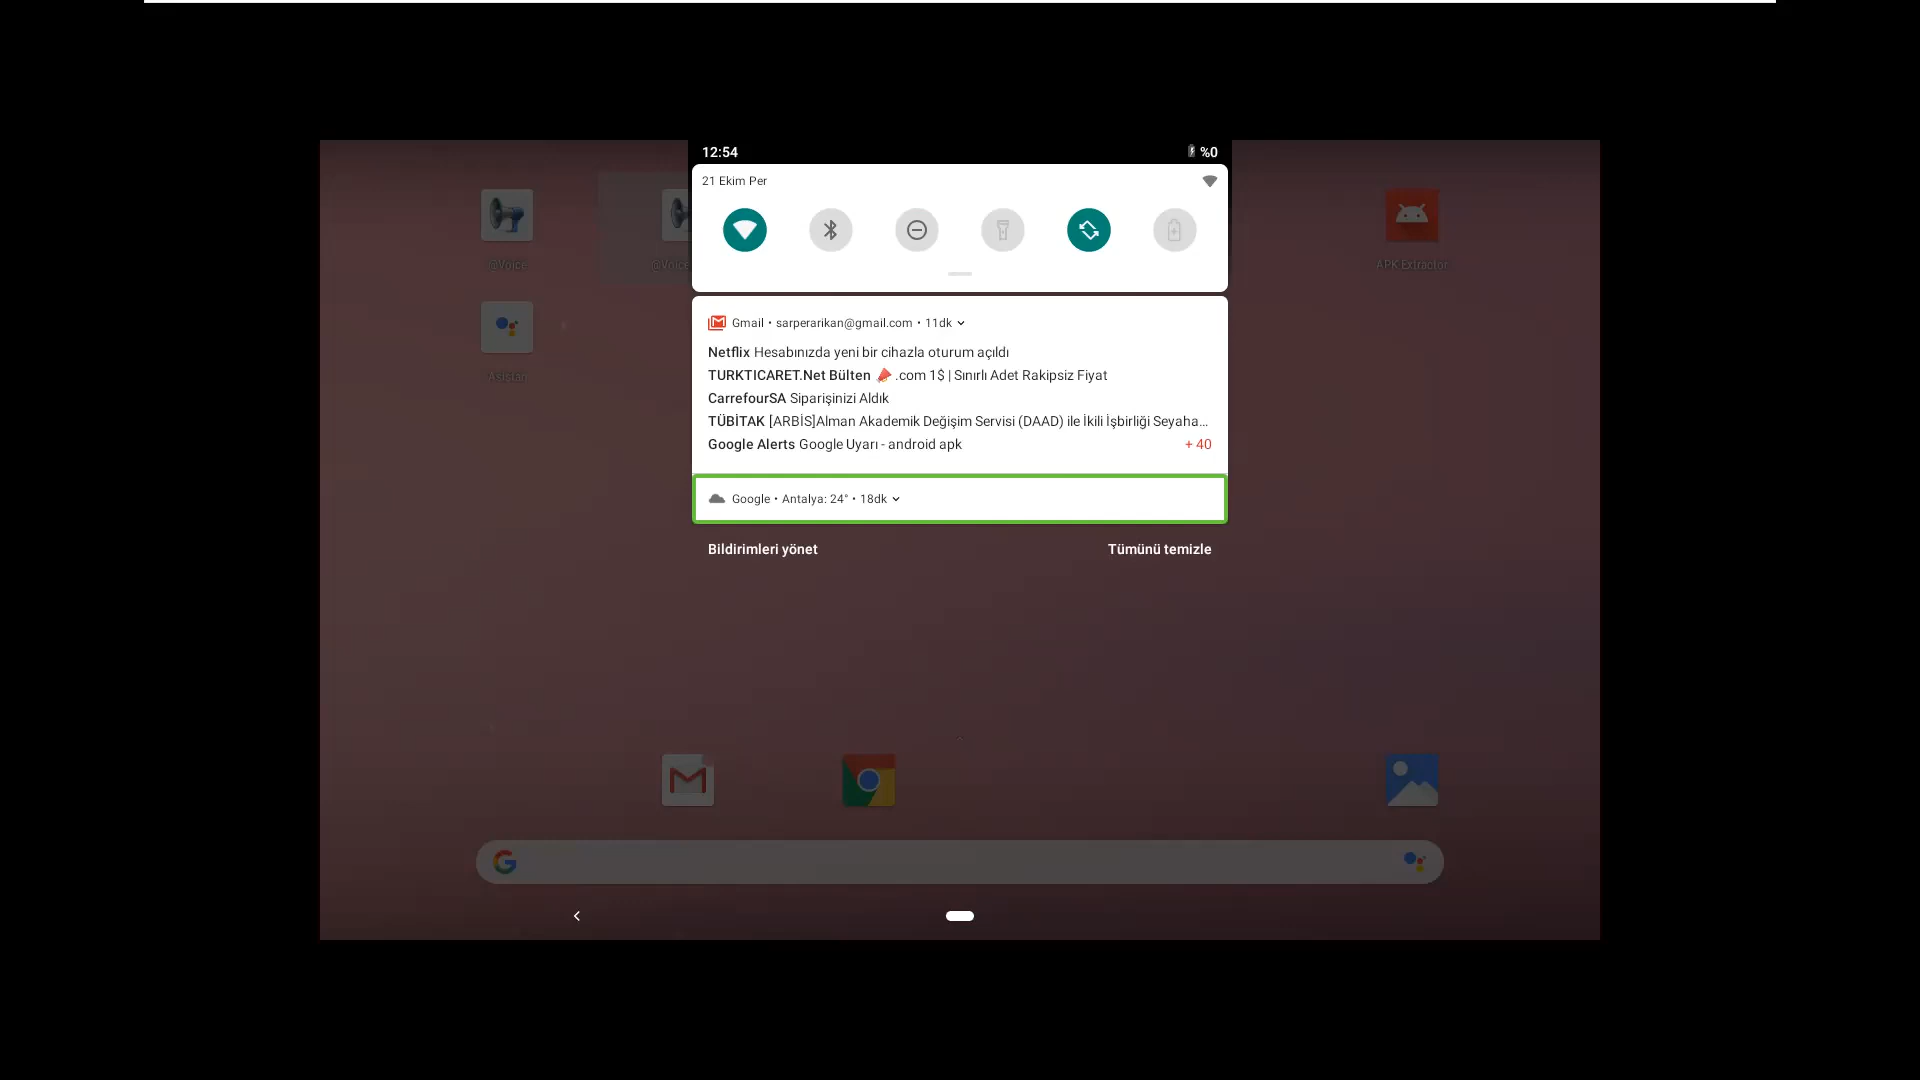 12:54
%0
21 Ekim Per
@Voice
@Voice
APK Extractor
Gmail • sarperarikan@gmail.com • 11dk
Netflix Hesabınızda yeni bir cihazla oturum açıldı
TURKTICARET.Net Bülten 📣 .com 1$ | Sınırlı Adet Rakipsiz Fiyat
CarrefourSA Siparişinizi Aldık
Asistan
TÜBİTAK [ARBİS]Alman Akademik Değişim Servisi (DAAD) ile İkili İşbirliği Seyaha...
Google Alerts Google Uyarı - android apk
+ 40
Google • Antalya: 24° • 18dk
Bildirimleri yönet
Tümünü temizle